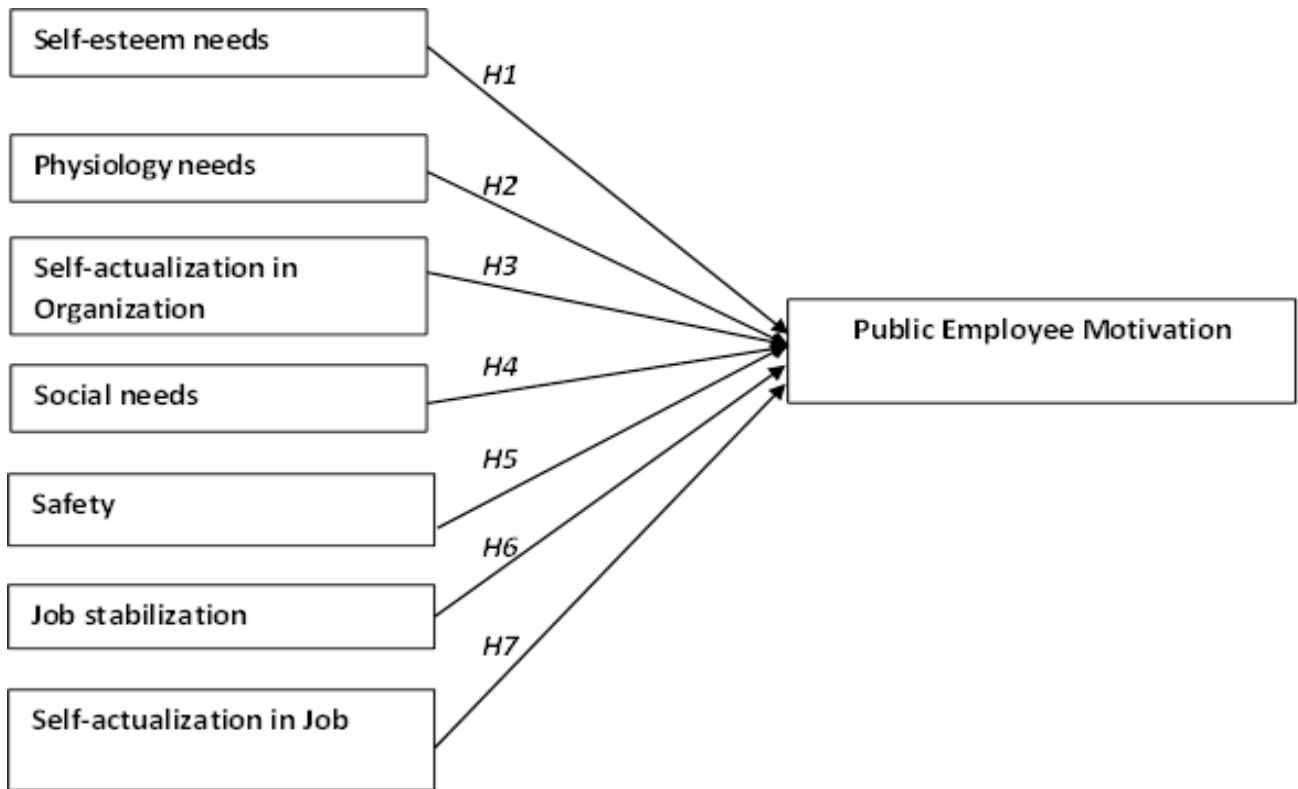 Self-esteem needs
H1
Physiology needs
H2
Self-actualization in
Organization
H3
Social needs
H4
Safety
H5
Job stabilization
H6
Self-actualization in Job
H7
Public Employee Motivation